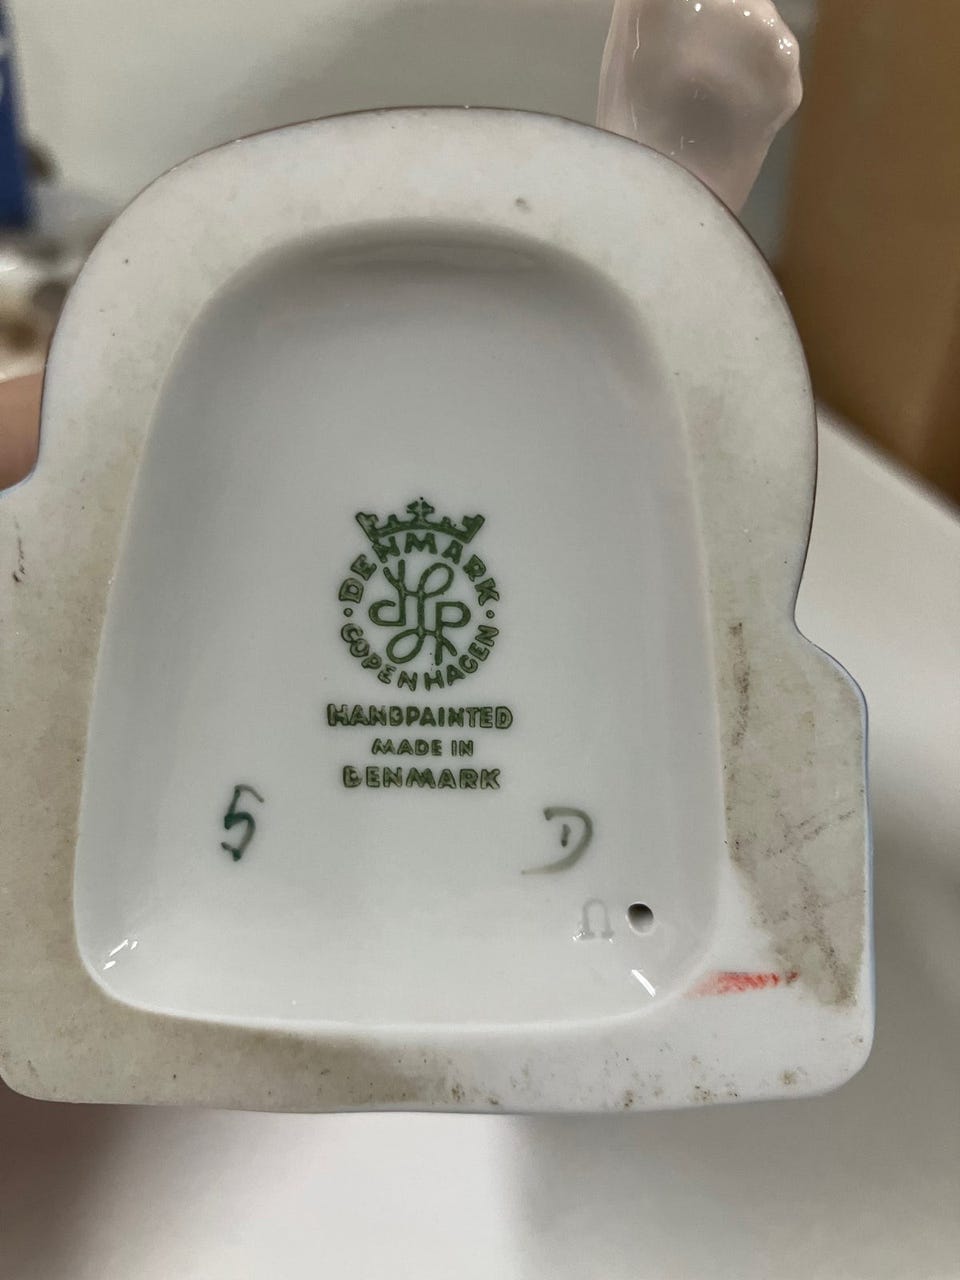 DENMARK
COPENHAGEN
HANDPAINTED
MADE IN
DENMARK
5 D